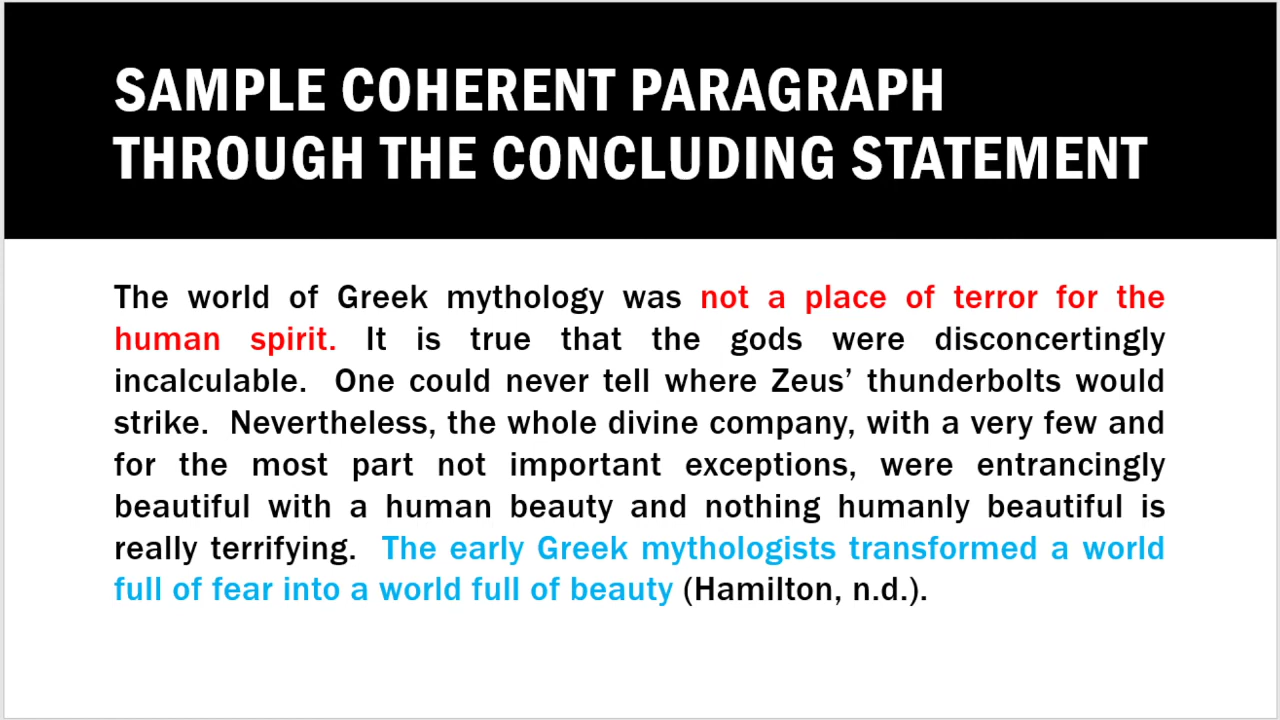 SAMPLE COHERENT PARAGRAPH
THROUGH THE CONCLUDING STATEMENT
The world of Greek mythology was not a place of terror for the
human spirit. It is true that the gods were disconcertingly
incalculable. One could never tell where Zeus’ thunderbolts would
strike. Nevertheless, the whole divine company, with a very few and
for the most part not important exceptions, were entrancingly
beautiful with a human beauty and nothing humanly beautiful is
really terrifying. The early Greek mythologists transformed a world
full of fear into a world full of beauty (Hamilton, n.d.).